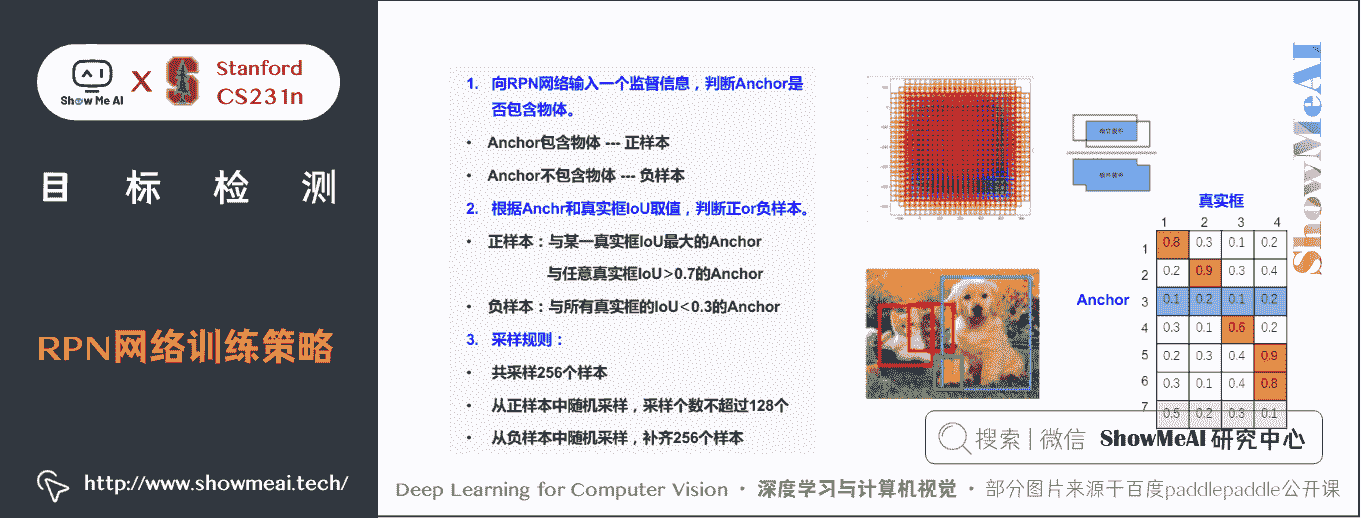 Show Me AI
X
Stanford
CS231n
目标检测
RPN网络训练策略
http://www.showmeai.tech/
1. 向RPN网络输入一个监督信息，判断Anchor是
否包含物体。
• Anchor包含物体 --- 正样本
• Anchor不包含物体 --- 负样本
2. 根据Anchr和真实框IoU取值，判断正or负样本。
• 正样本：与某一真实框IoU最大的Anchor
与任意真实框IoU>0.7的Anchor
• 负样本：与所有真实框的IoU<0.3的Anchor
3. 采样规则：
• 共采样256个样本
• 从正样本中随机采样，采样个数不超过128个
• 从负样本中随机采样，补齐256个样本
真实框
1 2 3 4
1 0.8 0.3 0.1 0.2
2 0.2 0.9 0.3 0.4
Anchor 3 0.1 0.2 0.1 0.2
4 0.3 0.1 0.6 0.2
5 0.2 0.3 0.4 0.9
6 0.3 0.1 0.4 0.8
7 0.5 0.2 0.3 0.1
ShowMeAI
搜索 | 微信 ShowMeAI 研究中心
Deep Learning for Computer Vision · 深度学习与计算机视觉 · 部分图片来源于百度paddlepaddle公开课